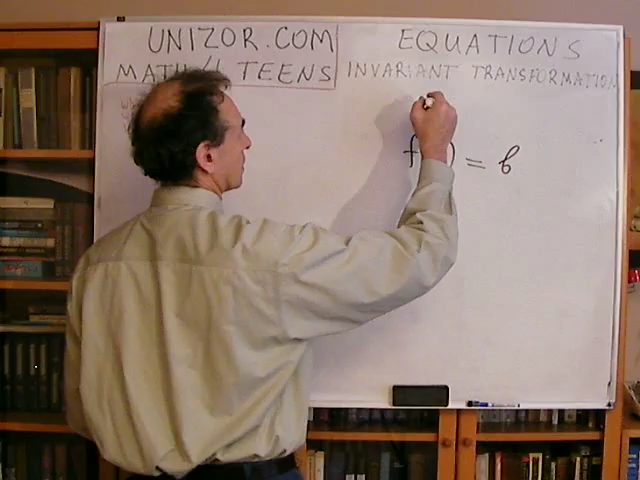 UNIZOR.COM
MATH 4 TEENS
EQUATIONS
INVARIANT TRANSFORMATION
f( ) = b